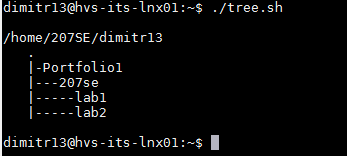 dimitr13@hvs-its-lnx01:~$ ./tree.sh
/home/207SE/dimitr13
.
|-Portfolio1
|---207se
|-----lab1
|-----lab2
dimitr13@hvs-its-lnx01:~$